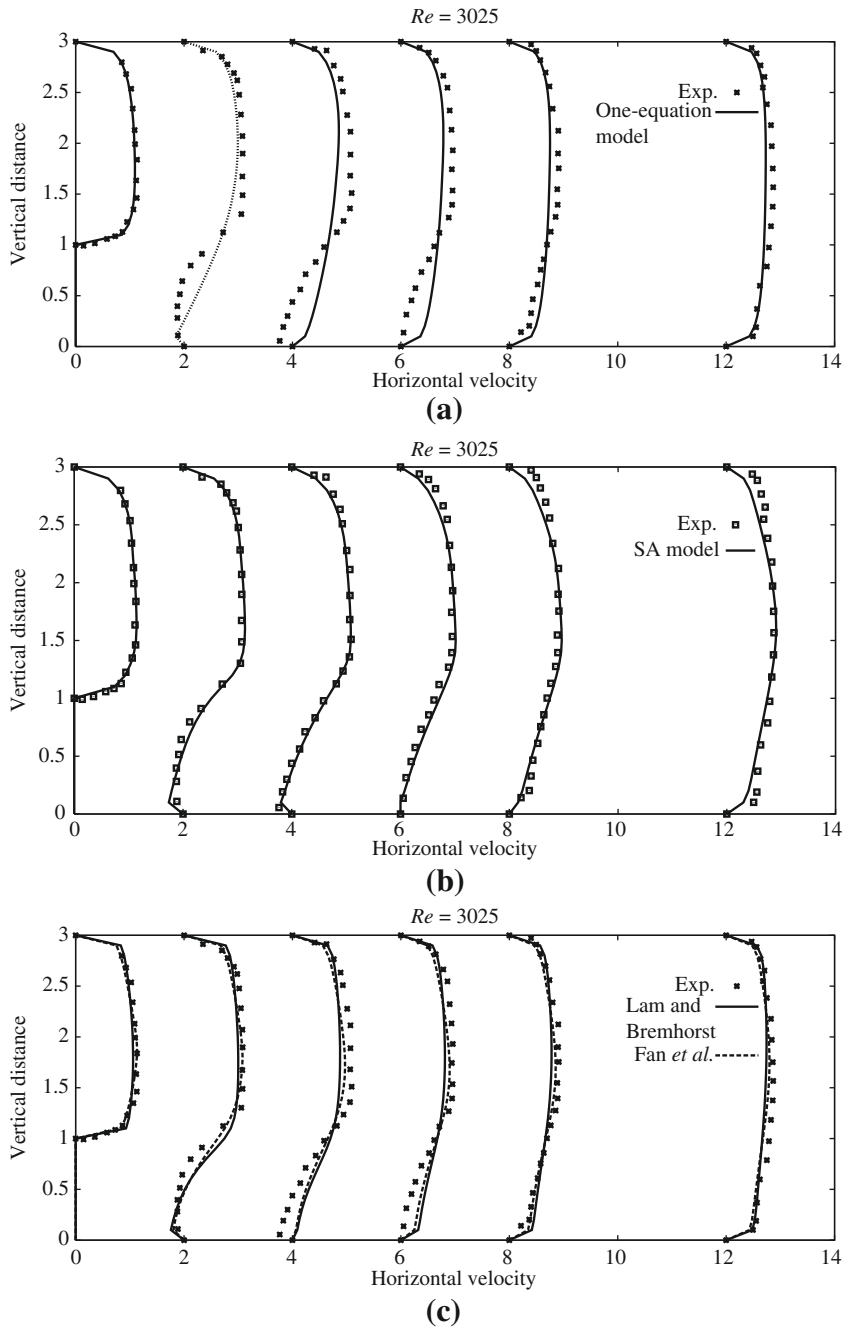 Re = 3025
3
2.5
2
1.5
1
0.5
0
Vertical distance
Exp.
One-equation
model
0 2 4 6 8 10 12 14
Horizontal velocity
(a)
Re = 3025
3
2.5
2
1.5
1
0.5
0
Vertical distance
Exp.
SA model
0 2 4 6 8 10 12 14
Horizontal velocity
(b)
Re = 3025
3
2.5
2
1.5
1
0.5
0
Vertical distance
Exp.
Lam and
Bremhorst
Fan et al.
0 2 4 6 8 10 12 14
Horizontal velocity
(c)